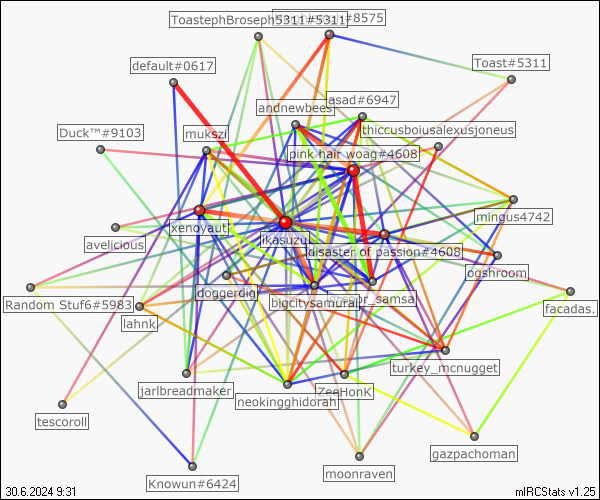 ToastephBroseph5311#5311
#8575
default#0617
Toast#5311
asad#6947
andnewbees
Duck™#9103
mukszi
thiccusboiusalexusjoneus
pink hair woag#4608
mingus4742
xenoyauti
ikasuzu
avelicious
disaster of passion#4608
ogshroom
doggerdig
Random Stuf6#5983
bigcitysamurai
r_samsa
facadas.
lahnk
turkey_mcnugget
jarlbreadmaker
ZeeHonK
neokingghidorah
tescoroll
gazpachoman
moonraven
Knowun#6424
30.6.2024 9:31
mIRCStats v1.25